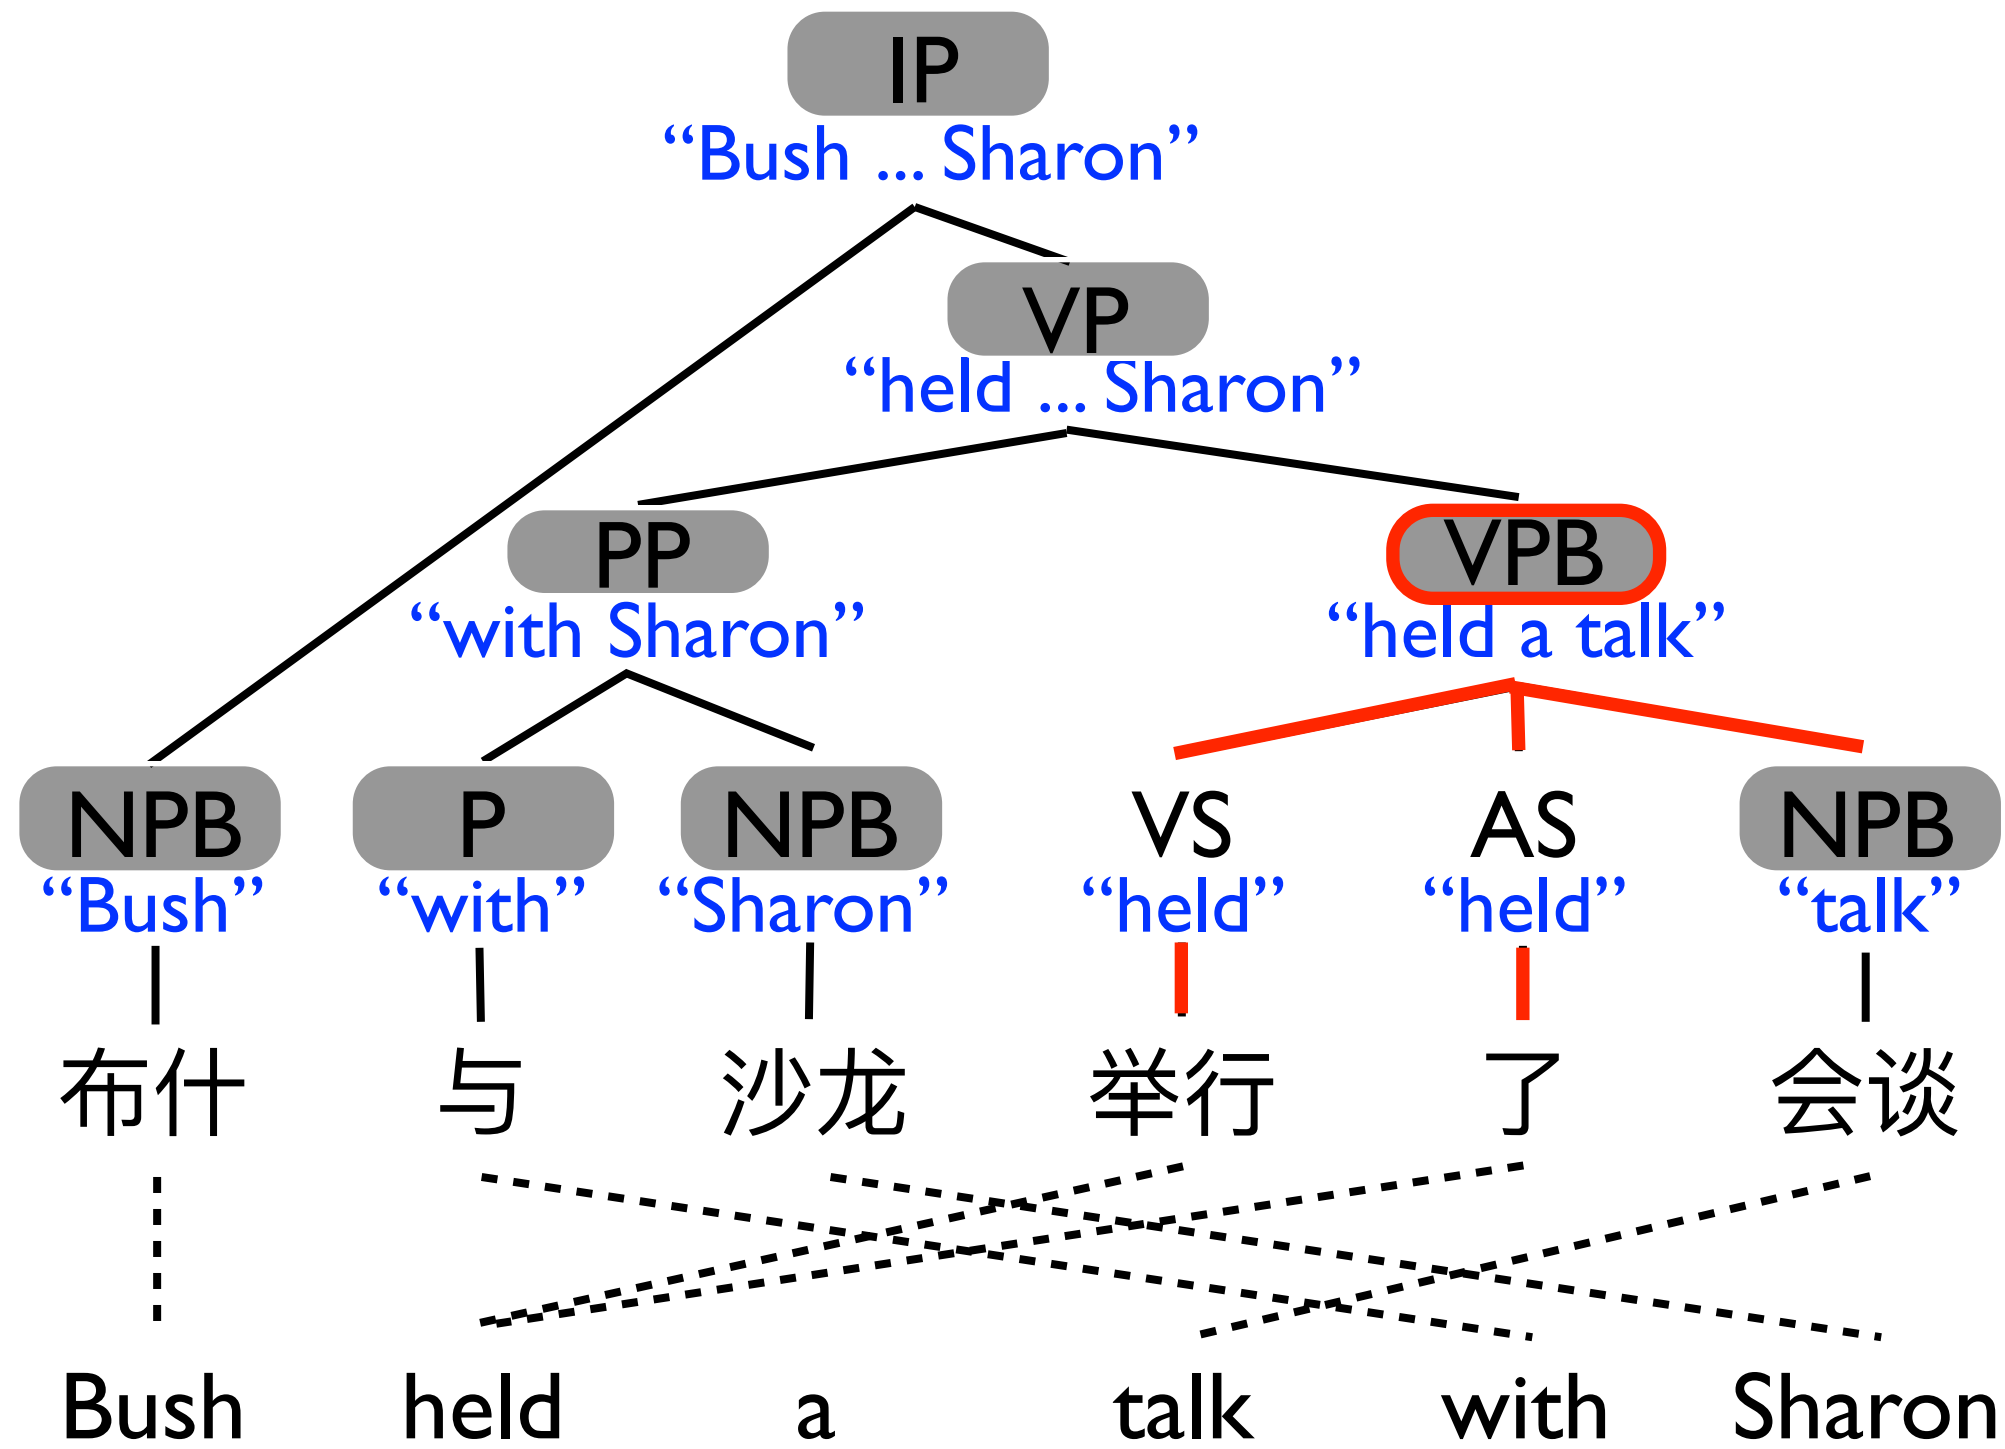 IP
“Bush ... Sharon”
VP
“held ... Sharon”
PP VPB
“with Sharon” “held a talk”
NPB P NPB VS AS NPB
“Bush” “with” “Sharon” “held” “held” “talk”
布什 与 沙龙 举行 了 会谈
Bush held a talk with Sharon